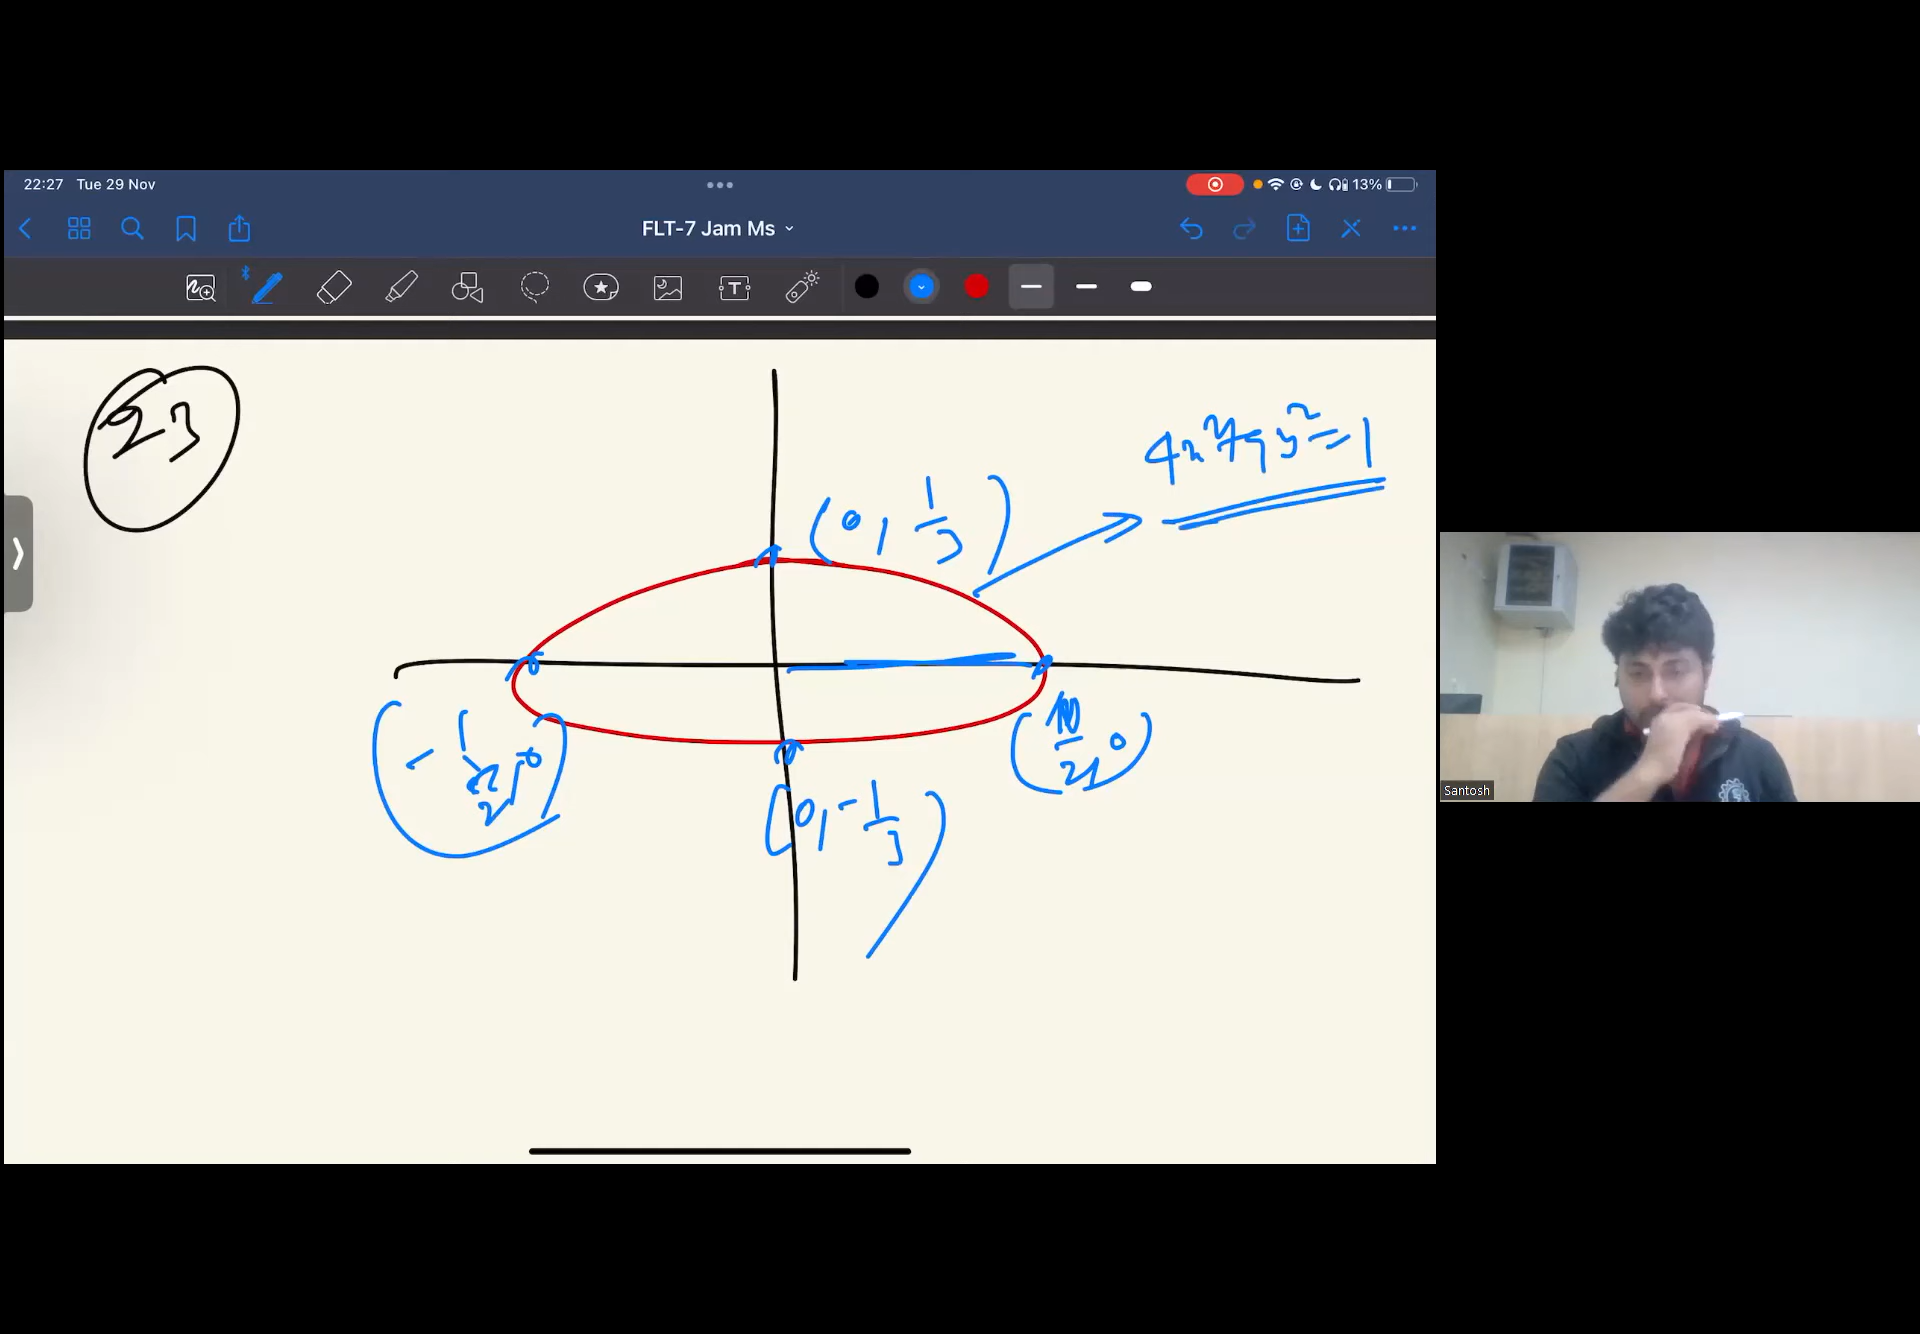 22:27 Tue 29 Nov
13%
FLT-7 Jam Ms
T
23
4x²+9y²=1
(0, 1/3)
(-1/2, 0)
(1/2, 0)
(0, -1/3)
Santosh